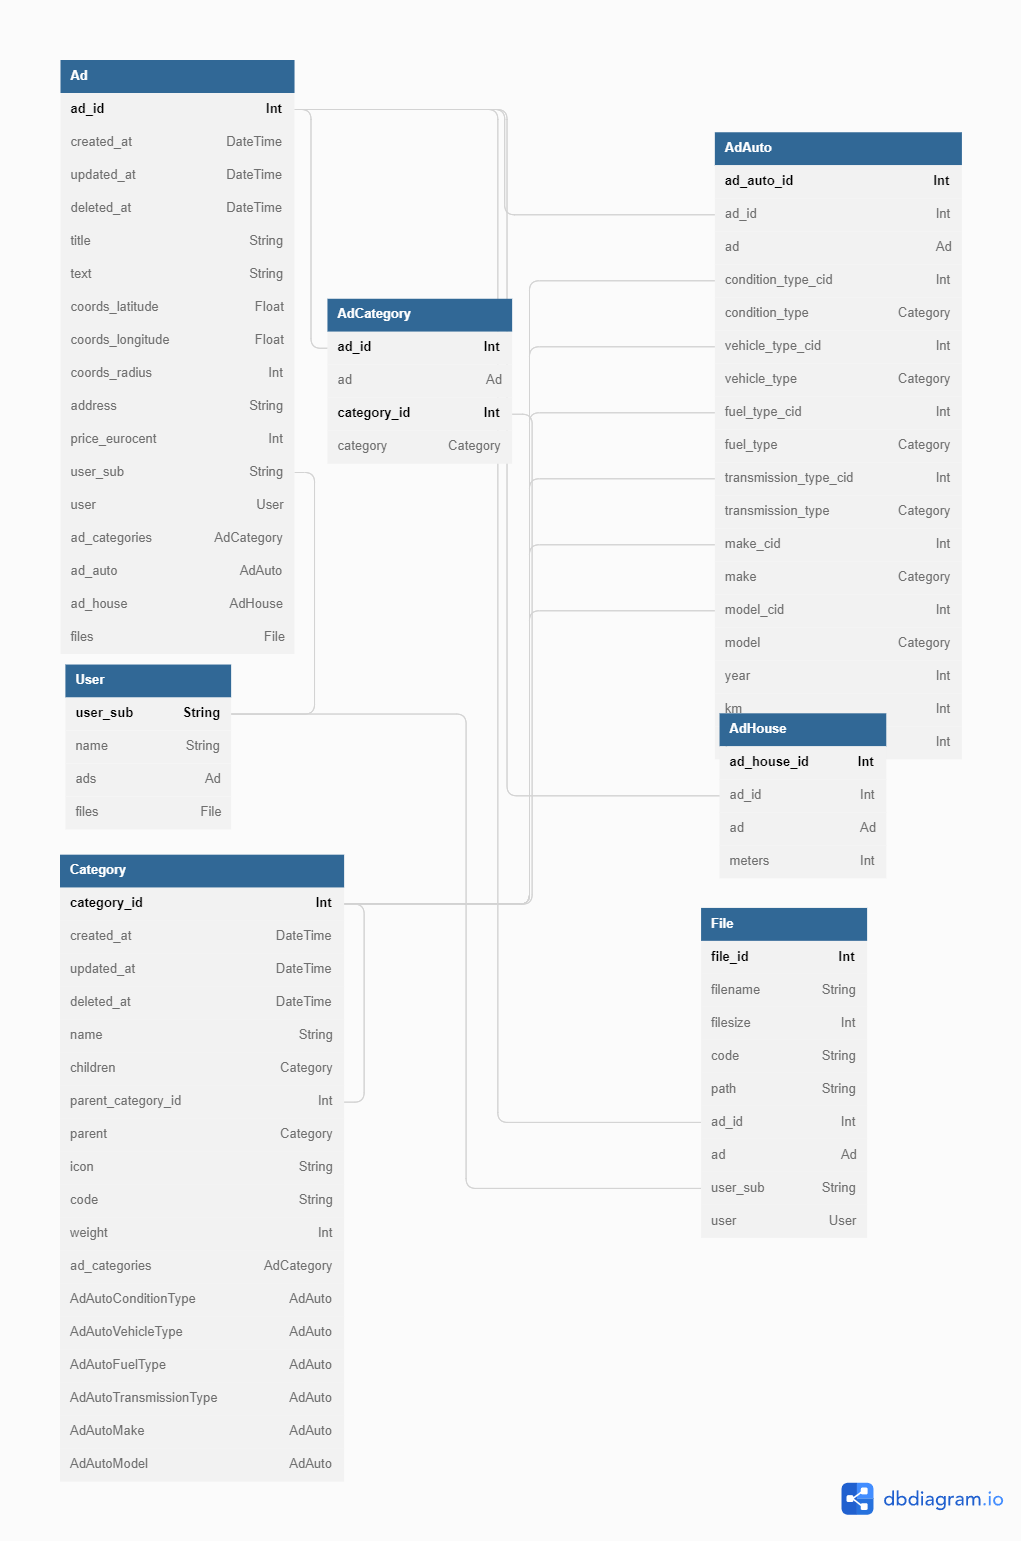 Ad
ad_id Int
created_at DateTime
updated_at DateTime
deleted_at DateTime
title String
text String
coords_latitude Float
coords_longitude Float
coords_radius Int
address String
price_eurocent Int
user_sub String
user User
ad_categories AdCategory
ad_auto AdAuto
ad_house AdHouse
files File
AdCategory
ad_id Int
ad Ad
category_id Int
category Category
AdAuto
ad_auto_id Int
ad_id Int
ad Ad
condition_type_cid Int
condition_type Category
vehicle_type_cid Int
vehicle_type Category
fuel_type_cid Int
fuel_type Category
transmission_type_cid Int
transmission_type Category
make_cid Int
make Category
model_cid Int
model Category
year Int
km Int
Int
User
user_sub String
name String
ads Ad
files File
AdHouse
ad_house_id Int
ad_id Int
ad Ad
meters Int
Category
category_id Int
created_at DateTime
updated_at DateTime
deleted_at DateTime
name String
children Category
parent_category_id Int
parent Category
icon String
code String
weight Int
ad_categories AdCategory
AdAutoConditionType AdAuto
AdAutoVehicleType AdAuto
AdAutoFuelType AdAuto
AdAutoTransmissionType AdAuto
AdAutoMake AdAuto
AdAutoModel AdAuto
File
file_id Int
filename String
filesize Int
code String
path String
ad_id Int
ad Ad
user_sub String
user User
dbdiagram.io